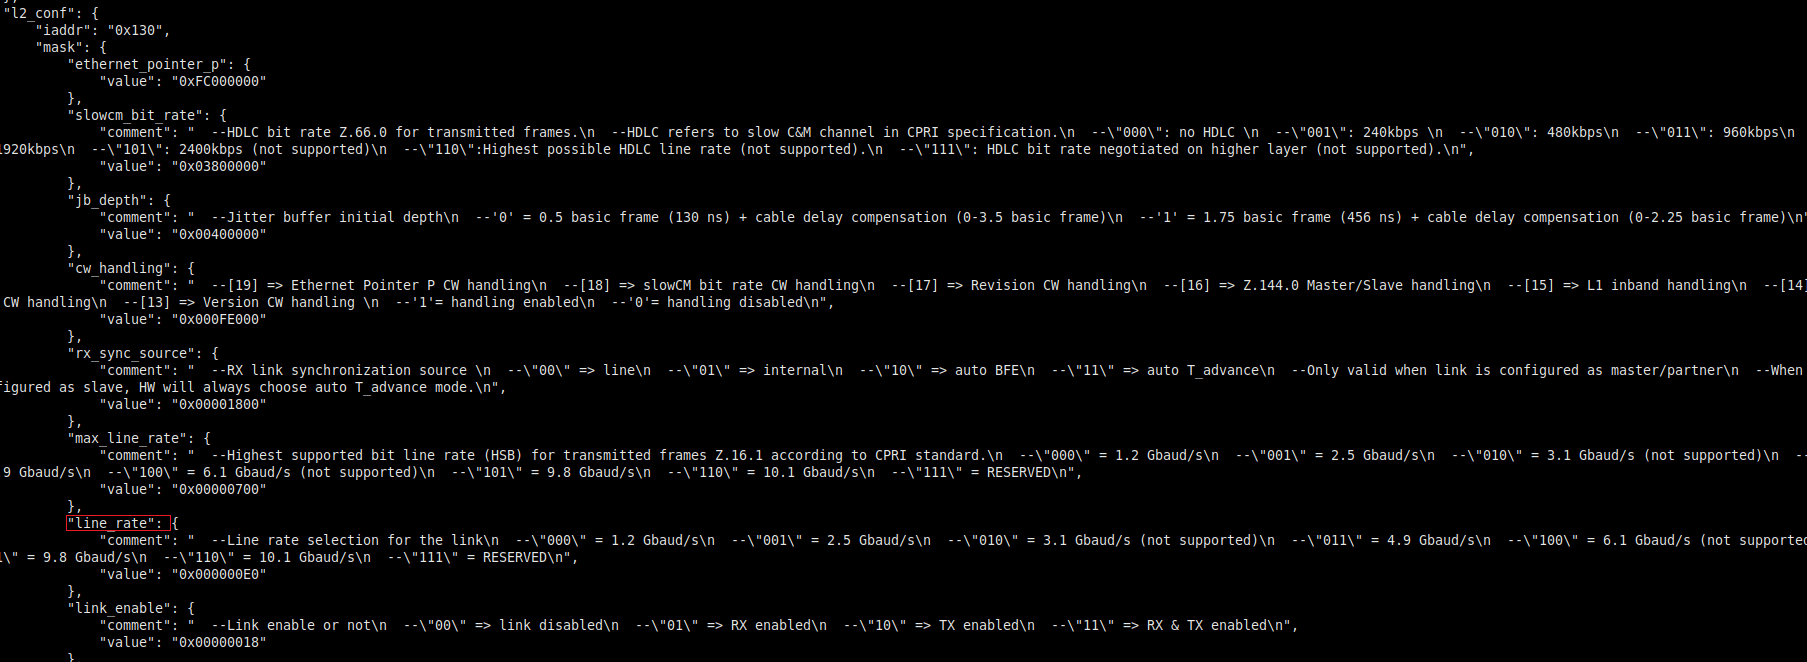 "l2_conf": {
"iaddr": "0x130",
"mask": {
"ethernet_pointer_p": {
"value": "0xFC000000"
},
"slowcm_bit_rate": {
"comment": "  --HDLC bit rate Z.66.0 for transmitted frames.\n  --HDLC refers to slow C&M channel in CPRI specification.\n  --\"000\": no HDLC \n  --\"001\": 240kbps \n  --\"010\": 480kbps\n  --\"011\": 960kbps\n
1920kbps\n  --\"101\": 2400kbps (not supported)\n  --\"110\":Highest possible HDLC line rate (not supported).\n  --\"111\": HDLC bit rate negotiated on higher layer (not supported).\n",
"value": "0x03800000"
},
"jb_depth": {
"comment": "  --Jitter buffer initial depth\n  --'0' = 0.5 basic frame (130 ns) + cable delay compensation (0-3.5 basic frame)\n  --'1' = 1.75 basic frame (456 ns) + cable delay compensation (0-2.25 basic frame)\n"
"value": "0x00400000"
},
"cw_handling": {
"comment": "  --[19] => Ethernet Pointer P CW handling\n  --[18] => slowCM bit rate CW handling\n  --[17] => Revision CW handling\n  --[16] => Z.144.0 Master/Slave handling\n  --[15] => L1 inband handling\n  --[14]
CW handling\n  --[13] => Version CW handling \n  --'1'= handling enabled\n  --'0'= handling disabled\n",
"value": "0x000FE000"
},
"rx_sync_source": {
"comment": "  --RX link synchronization source \n  --\"00\" => line\n  --\"01\" => internal\n  --\"10\" => auto BFE\n  --\"11\" => auto T_advance\n  --Only valid when link is configured as master/partner\n  --When
figured as slave, HW will always choose auto T_advance mode.\n",
"value": "0x00001800"
},
"max_line_rate": {
"comment": "  --Highest supported bit line rate (HSB) for transmitted frames Z.16.1 according to CPRI standard.\n  --\"000\" = 1.2 Gbaud/s\n  --\"001\" = 2.5 Gbaud/s\n  --\"010\" = 3.1 Gbaud/s (not supported)\n  --
9 Gbaud/s\n  --\"100\" = 6.1 Gbaud/s (not supported)\n  --\"101\" = 9.8 Gbaud/s\n  --\"110\" = 10.1 Gbaud/s\n  --\"111\" = RESERVED\n",
"value": "0x00000700"
},
"line_rate": {
"comment": "  --Line rate selection for the link\n  --\"000\" = 1.2 Gbaud/s\n  --\"001\" = 2.5 Gbaud/s\n  --\"010\" = 3.1 Gbaud/s (not supported)\n  --\"011\" = 4.9 Gbaud/s\n  --\"100\" = 6.1 Gbaud/s (not supported
1\" = 9.8 Gbaud/s\n  --\"110\" = 10.1 Gbaud/s\n  --\"111\" = RESERVED\n",
"value": "0x000000E0"
},
"link_enable": {
"comment": "  --Link enable or not\n  --\"00\" => link disabled\n  --\"01\" => RX enabled\n  --\"10\" => TX enabled\n  --\"11\" => RX & TX enabled\n",
"value": "0x00000018"
}